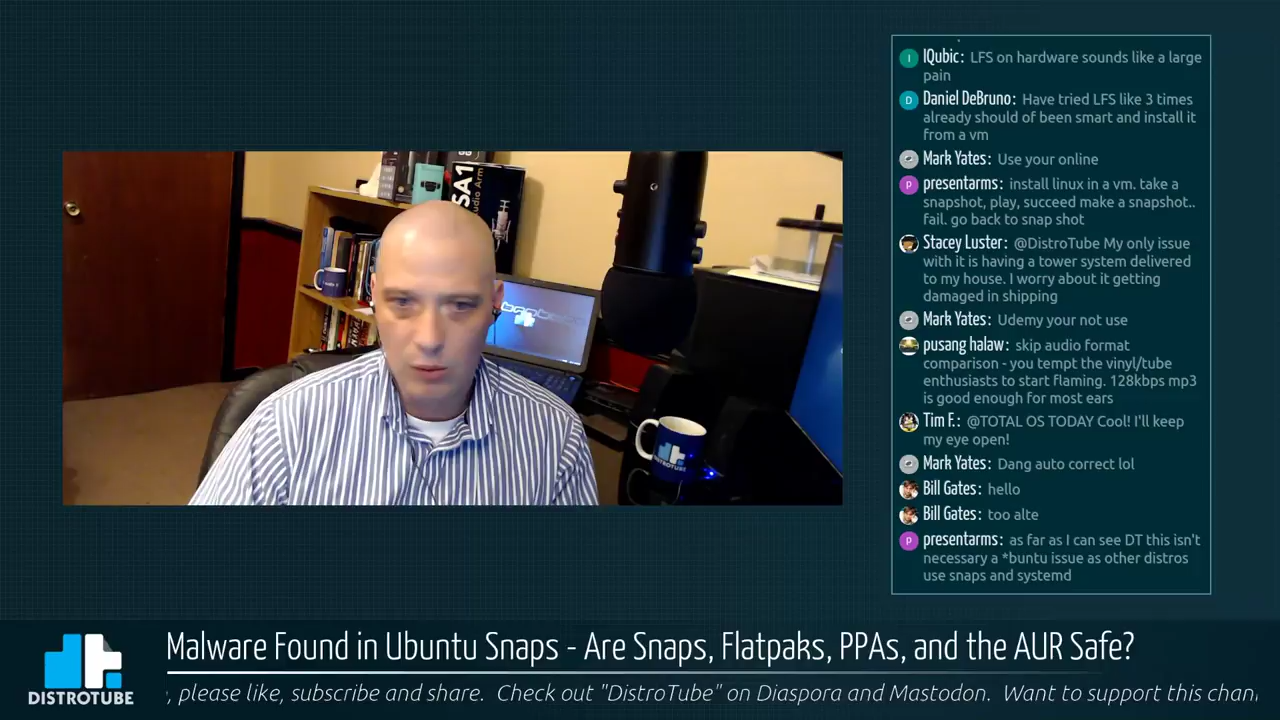 IQubic: LFS on hardware sounds like a large
pain
Daniel DeBruno: Have tried LFS like 3 times
already should of been smart and install it
from a vm
Mark Yates: Use your online
presentarms: install linux in a vm. take a
snapshot, play, succeed make a snapshot..
fail. go back to snap shot
Stacey Luster: @DistroTube My only issue
with it is having a tower system delivered
to my house. I worry about it getting
damaged in shipping
Mark Yates: Udemy your not use
pusang halaw: skip audio format
comparison - you tempt the vinyl/tube
enthusiasts to start flaming. 128kbps mp3
is good enough for most ears
Tim F.: @TOTAL OS TODAY Cool! I'll keep
my eye open!
Mark Yates: Dang auto correct lol
Bill Gates: hello
Bill Gates: too alte
presentarms: as far as I can see DT this isn't
necessary a *buntu issue as other distros
use snaps and systemd
SA1
DISTROTUBE
Malware Found in Ubuntu Snaps - Are Snaps, Flatpaks, PPAs, and the AUR Safe?
, please like, subscribe and share. Check out "DistroTube" on Diaspora and Mastodon. Want to support this chan
DISTROTUBE